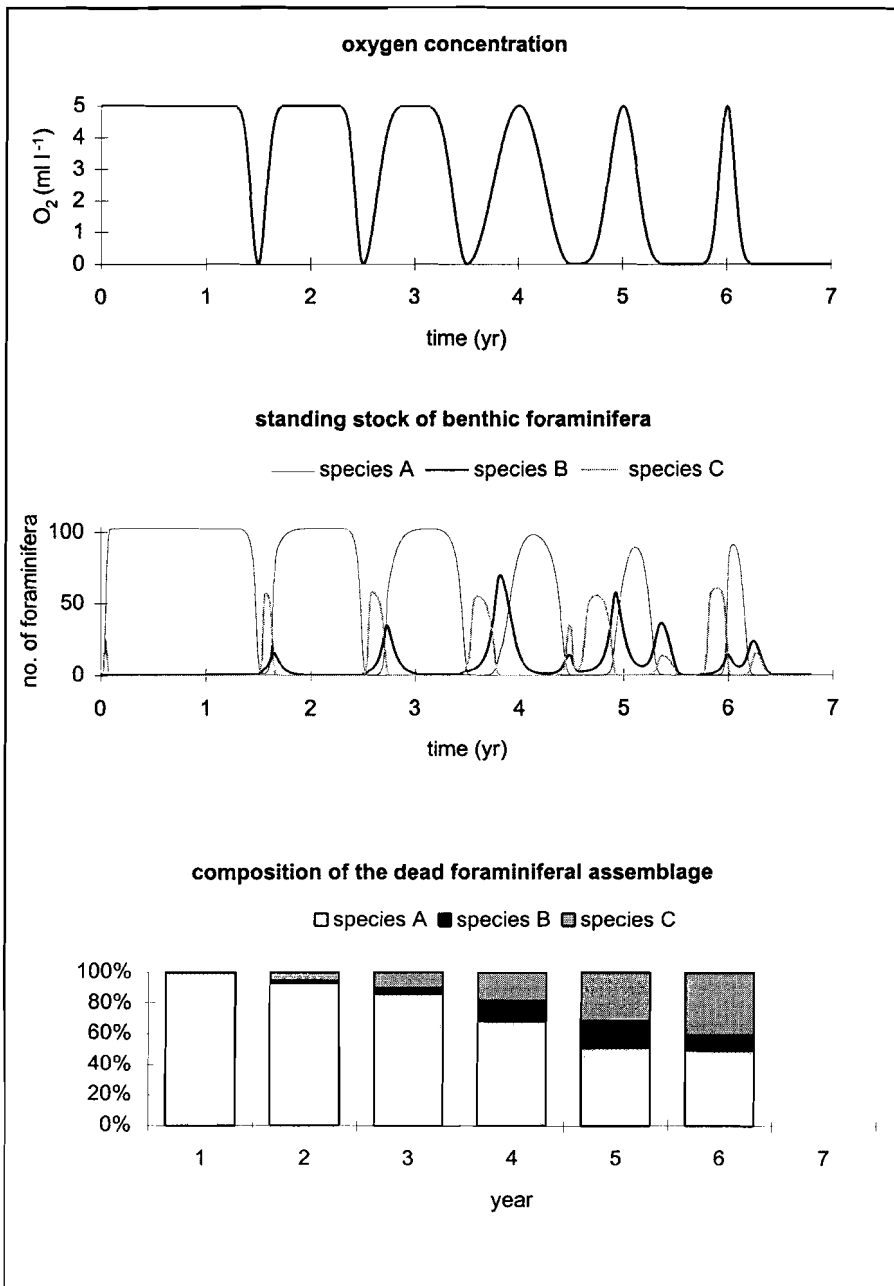 oxygen concentration
5
4
3
2
1
0
O₂ (ml l⁻¹)
0 1 2 3 4 5 6 7
time (yr)
standing stock of benthic foraminifera
species A species B species C
100
50
0
no. of foraminifera
0 1 2 3 4 5 6 7
time (yr)
composition of the dead foraminiferal assemblage
species A species B species C
100%
80%
60%
40%
20%
0%
1 2 3 4 5 6 7
year